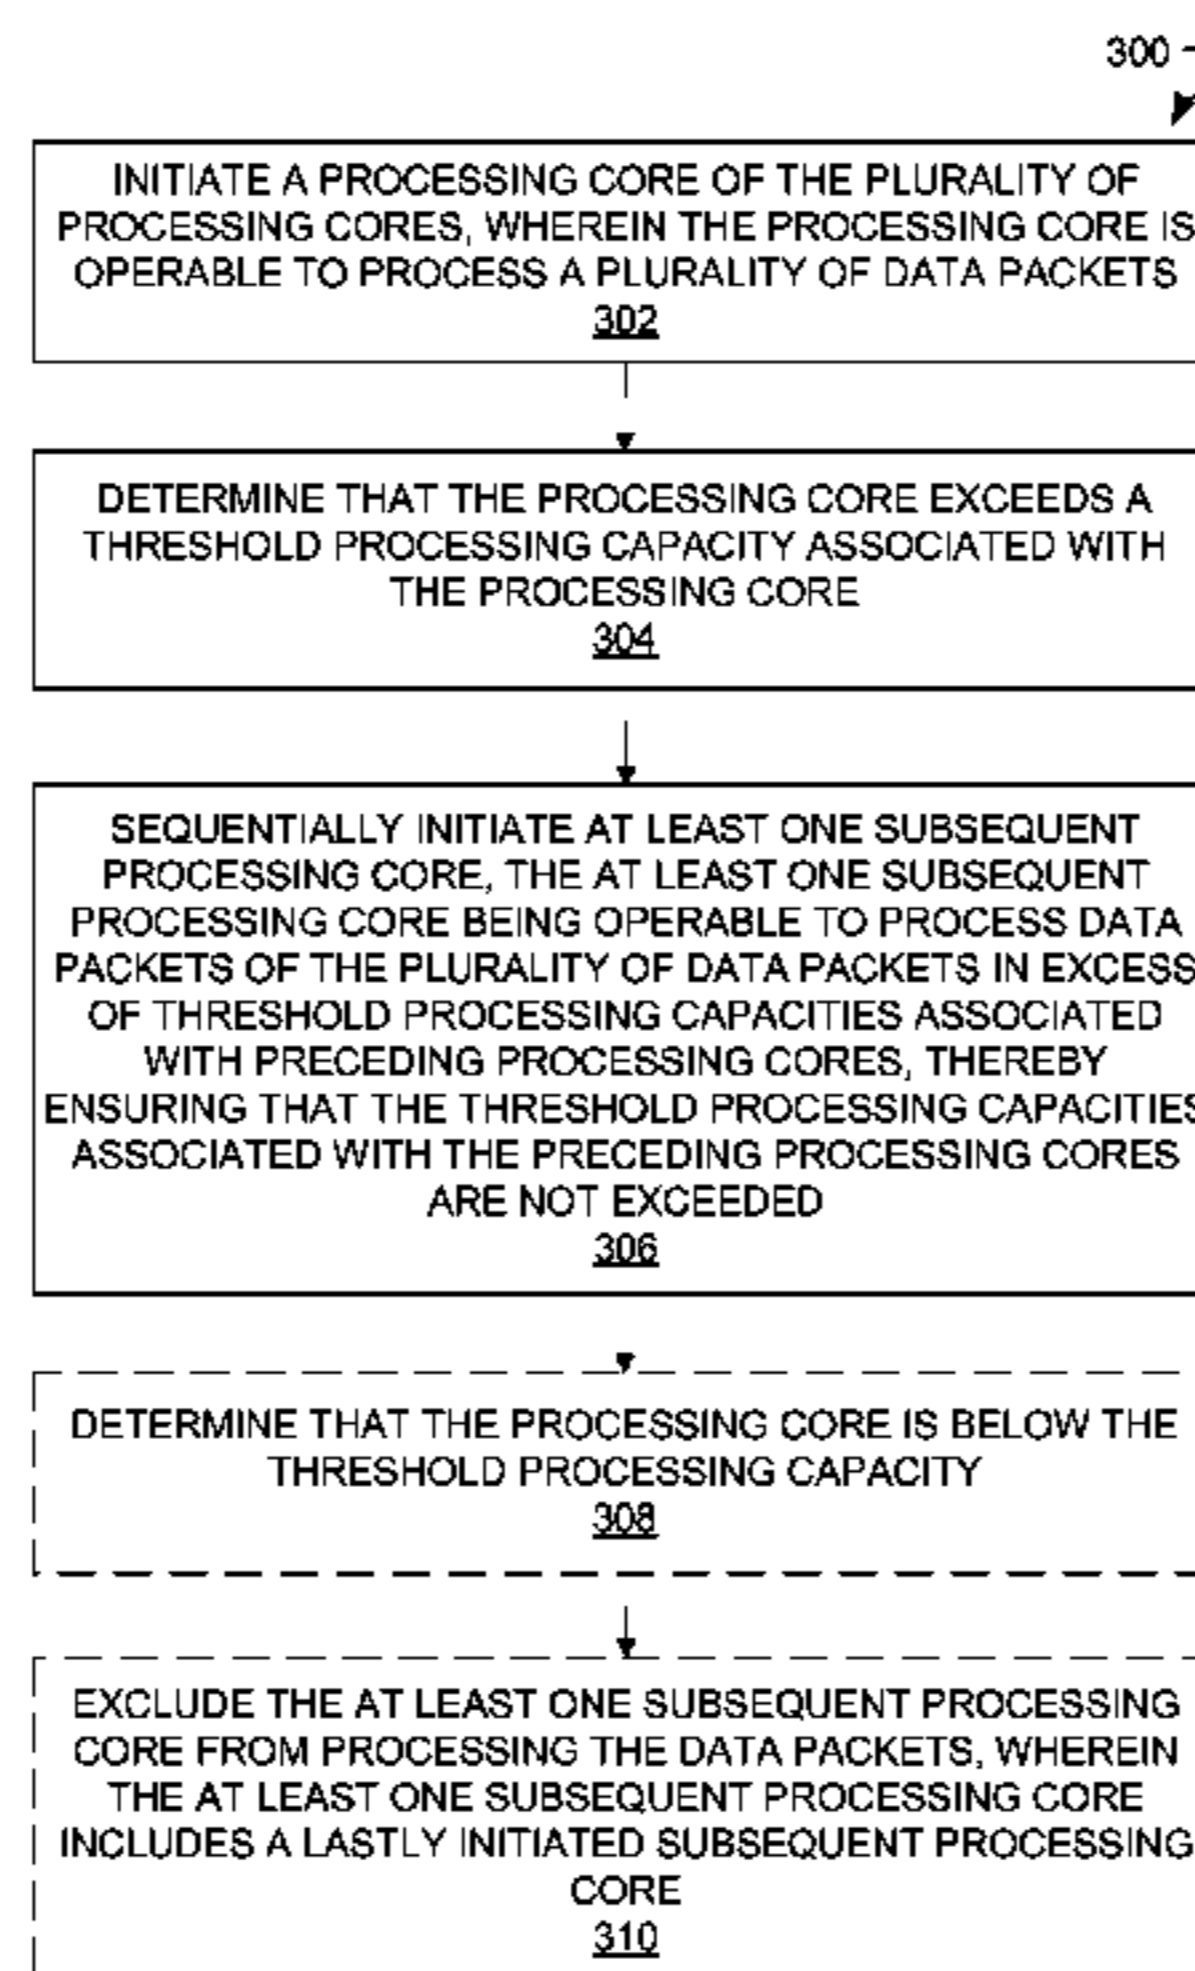 300
INITIATE A PROCESSING CORE OF THE PLURALITY OF
PROCESSING CORES, WHEREIN THE PROCESSING CORE IS
OPERABLE TO PROCESS A PLURALITY OF DATA PACKETS
302
DETERMINE THAT THE PROCESSING CORE EXCEEDS A
THRESHOLD PROCESSING CAPACITY ASSOCIATED WITH
THE PROCESSING CORE
304
SEQUENTIALLY INITIATE AT LEAST ONE SUBSEQUENT
PROCESSING CORE, THE AT LEAST ONE SUBSEQUENT
PROCESSING CORE BEING OPERABLE TO PROCESS DATA
PACKETS OF THE PLURALITY OF DATA PACKETS IN EXCESS
OF THRESHOLD PROCESSING CAPACITIES ASSOCIATED
WITH PRECEDING PROCESSING CORES, THEREBY
ENSURING THAT THE THRESHOLD PROCESSING CAPACITIES
ASSOCIATED WITH THE PRECEDING PROCESSING CORES
ARE NOT EXCEEDED
306
DETERMINE THAT THE PROCESSING CORE IS BELOW THE
THRESHOLD PROCESSING CAPACITY
308
EXCLUDE THE AT LEAST ONE SUBSEQUENT PROCESSING
CORE FROM PROCESSING THE DATA PACKETS, WHEREIN
THE AT LEAST ONE SUBSEQUENT PROCESSING CORE
INCLUDES A LASTLY INITIATED SUBSEQUENT PROCESSING
CORE
310